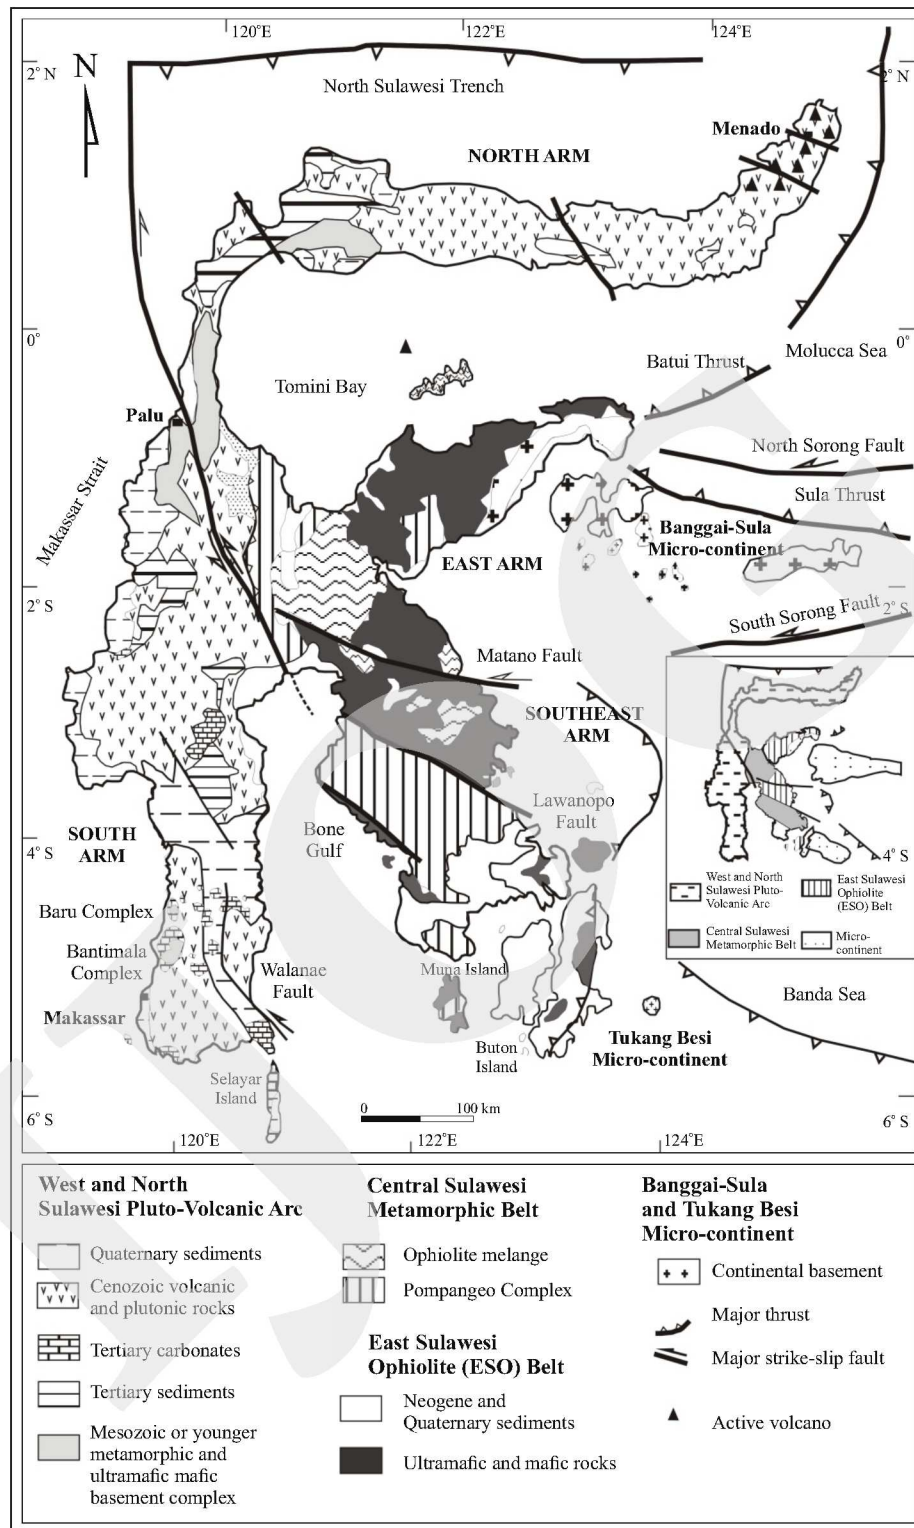 120°E
122°E
124°E
2° N
2° N
N
North Sulawesi Trench
Menado
NORTH ARM
0°
0°
Molucca Sea
Batui Thrust
Tomini Bay
Palu
North Sorong Fault
Makassar Strait
Sula Thrust
Banggai-Sula
Micro-continent
EAST ARM
2° S
2° S
South Sorong Fault
Matano Fault
SOUTHEAST
ARM
Lawanopo
Fault
Bone
Gulf
SOUTH
ARM
4° S
4° S
West and North
Sulawesi Pluto-
Volcanic Arc
East Sulawesi
Ophiolite
(ESO) Belt
Central Sulawesi
Metamorphic Belt
Micro-
continent
Baru Complex
Bantimala
Complex
Walanae
Fault
Muna Island
Makassar
Banda Sea
Buton
Island
Tukang Besi
Micro-continent
Selayar
Island
0
100 km
6° S
6° S
120°E
122°E
124°E
West and North
Sulawesi Pluto-Volcanic Arc
Quaternary sediments
Cenozoic volcanic
and plutonic rocks
Tertiary carbonates
Tertiary sediments
Mesozoic or younger
metamorphic and
ultramafic mafic
basement complex
Central Sulawesi
Metamorphic Belt
Ophiolite melange
Pompangeo Complex
East Sulawesi
Ophiolite (ESO) Belt
Neogene and
Quaternary sediments
Ultramafic and mafic rocks
Banggai-Sula
and Tukang Besi
Micro-continent
Continental basement
Major thrust
Major strike-slip fault
Active volcano
IJOG